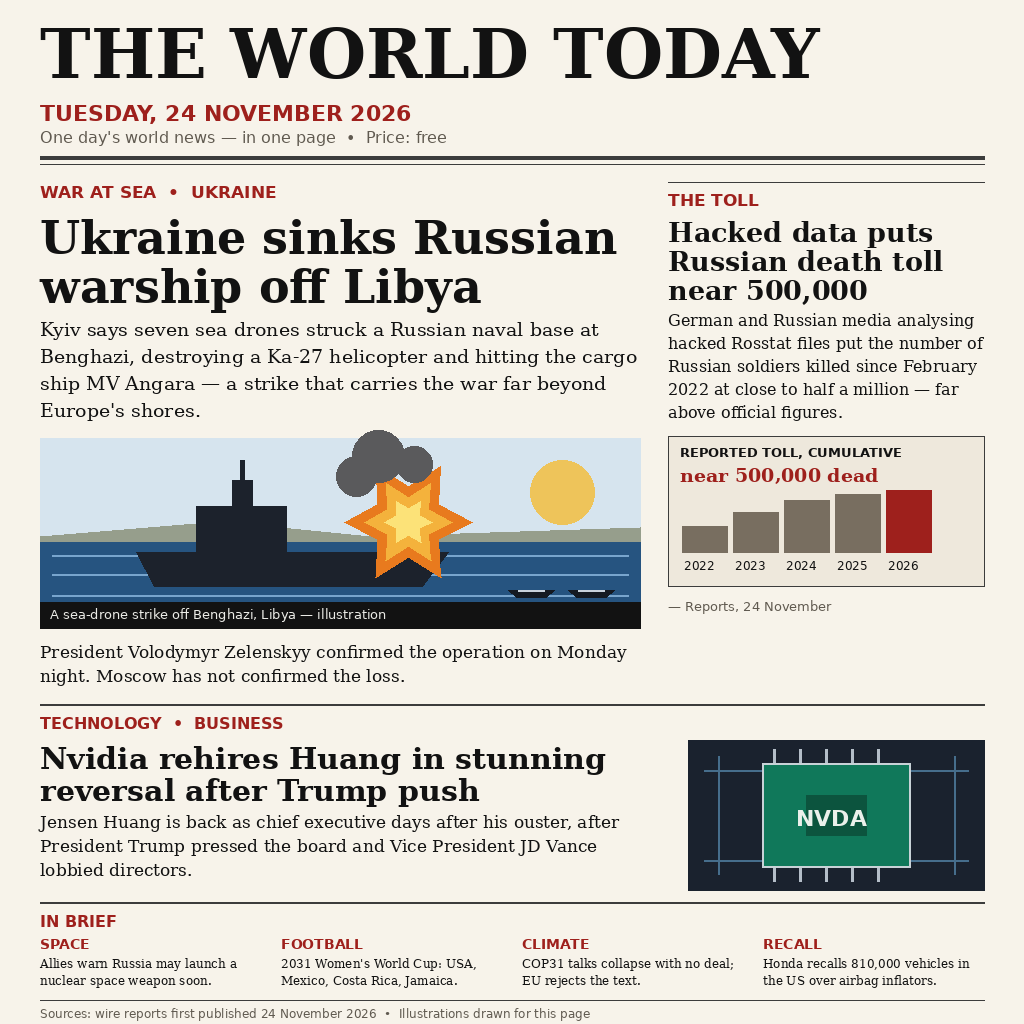 THE WORLD TODAY
TUESDAY, 24 NOVEMBER 2026
One day's world news — in one page • Price: free
WAR AT SEA • UKRAINE
Ukraine sinks Russian
warship off Libya
Kyiv says seven sea drones struck a Russian naval base at
Benghazi, destroying a Ka-27 helicopter and hitting the cargo
ship MV Angara — a strike that carries the war far beyond
Europe's shores.
A sea-drone strike off Benghazi, Libya — illustration
President Volodymyr Zelenskyy confirmed the operation on Monday
night. Moscow has not confirmed the loss.
THE TOLL
Hacked data puts
Russian death toll
near 500,000
German and Russian media analysing
hacked Rosstat files put the number of
Russian soldiers killed since February
2022 at close to half a million — far
above official figures.
REPORTED TOLL, CUMULATIVE
near 500,000 dead
2022 2023 2024 2025 2026
— Reports, 24 November
TECHNOLOGY • BUSINESS
Nvidia rehires Huang in stunning
reversal after Trump push
Jensen Huang is back as chief executive days after his ouster, after
President Trump pressed the board and Vice President JD Vance
lobbied directors.
NVDA
IN BRIEF
SPACE
Allies warn Russia may launch a
nuclear space weapon soon.
FOOTBALL
2031 Women's World Cup: USA,
Mexico, Costa Rica, Jamaica.
CLIMATE
COP31 talks collapse with no deal;
EU rejects the text.
RECALL
Honda recalls 810,000 vehicles in
the US over airbag inflators.
Sources: wire reports first published 24 November 2026 • Illustrations drawn for this page